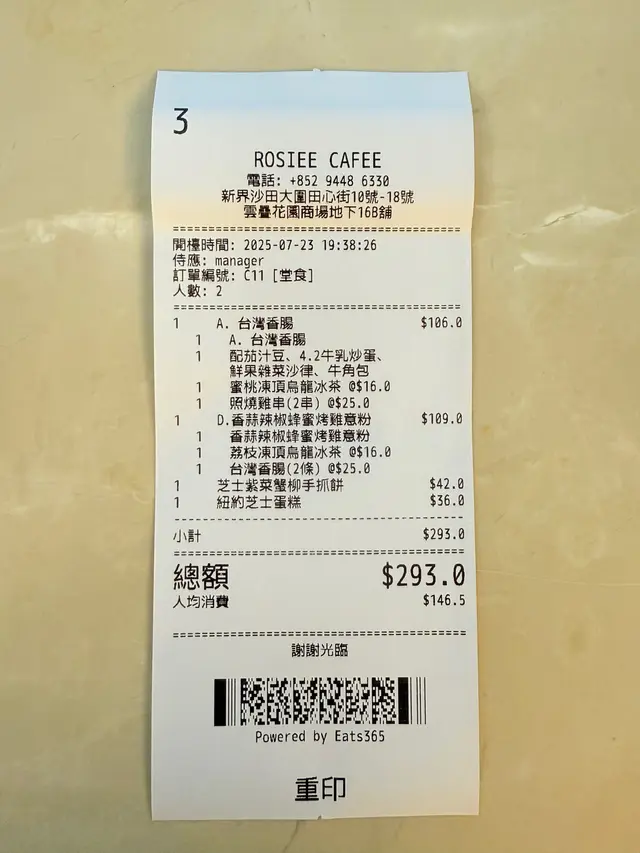 3
ROSIEE CAFEE
電話: +852 9448 6330
新界沙田大圍田心街10號-18號
雲疊花園商場地下16B舖
開檯時間: 2025-07-23 19:38:26
侍應: manager
訂單編號: C11 [堂食]
人數: 2
1 A. 台灣香腸 $106.0
1 A. 台灣香腸
1 配茄汁豆、4.2牛乳炒蛋、
鮮果雜菜沙律、牛角包
1 蜜桃凍頂烏龍冰茶 @$16.0
1 照燒雞串(2串) @$25.0
1 D.香蒜辣椒蜂蜜烤雞意粉 $109.0
1 香蒜辣椒蜂蜜烤雞意粉
1 荔枝凍頂烏龍冰茶 @$16.0
1 台灣香腸(2條) @$25.0
1 芝士紫菜蟹柳手抓餅 $42.0
1 紐約芝士蛋糕 $36.0
小計 $293.0
總額 $293.0
人均消費 $146.5
謝謝光臨
Powered by Eats365
重印